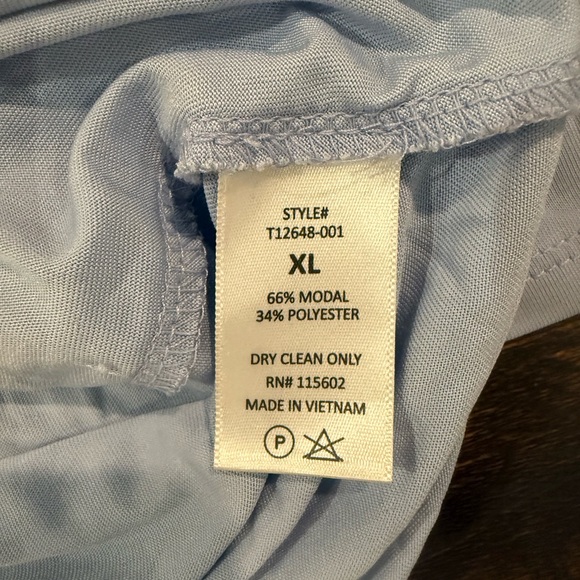 STYLE#
T12648-001
XL
66% MODAL
34% POLYESTER
DRY CLEAN ONLY
RN# 115602
MADE IN VIETNAM
P